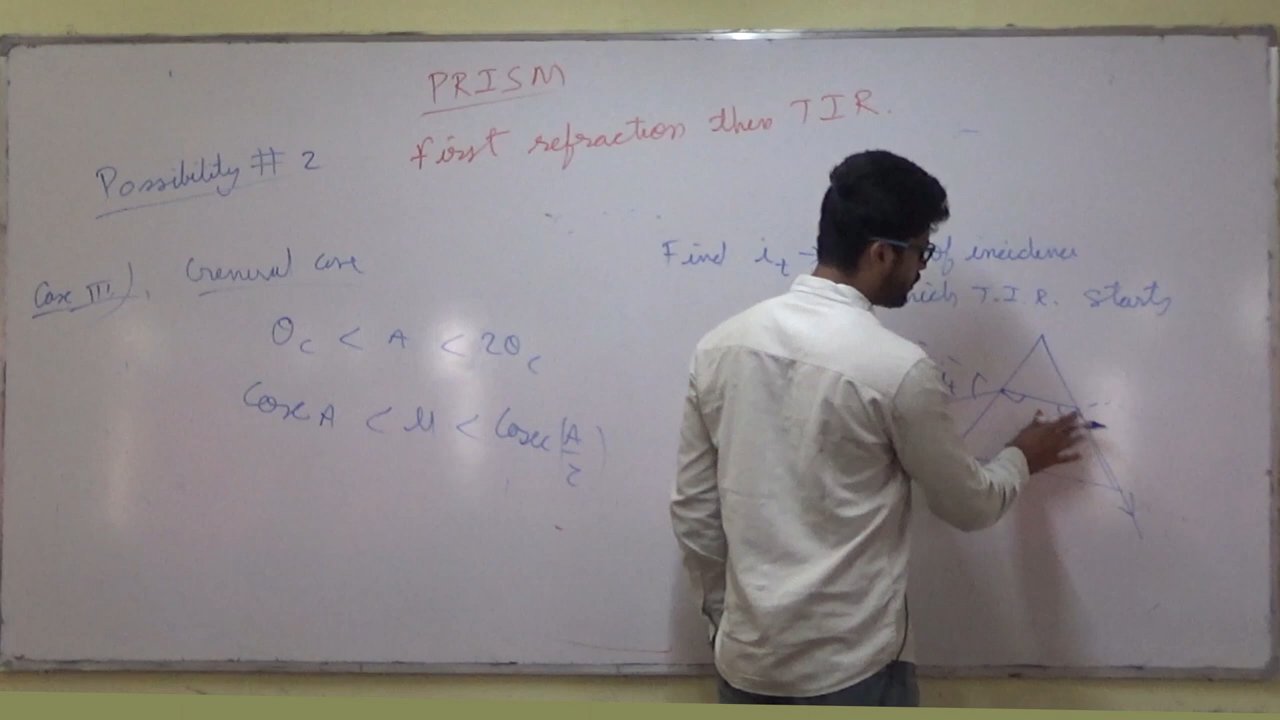 PRISM
first refraction then TIR.
Possibility # 2
Case III). General case
θc < A < 2θc
Cosec A < μ < Cosec (A/2)
Find it → of incidence
T.I.R. starts